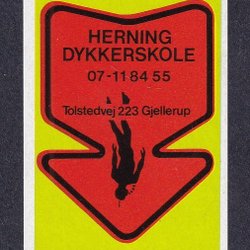 HERNING
DYKKERSKOLE
07-11 84 55
Tolstedvej 223 Gjellerup